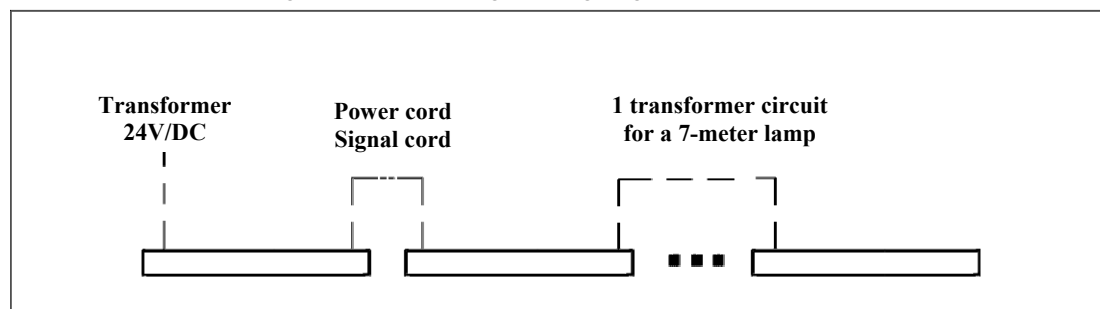 Transformer
24V/DC
Power cord
Signal cord
1 transformer circuit
for a 7-meter lamp